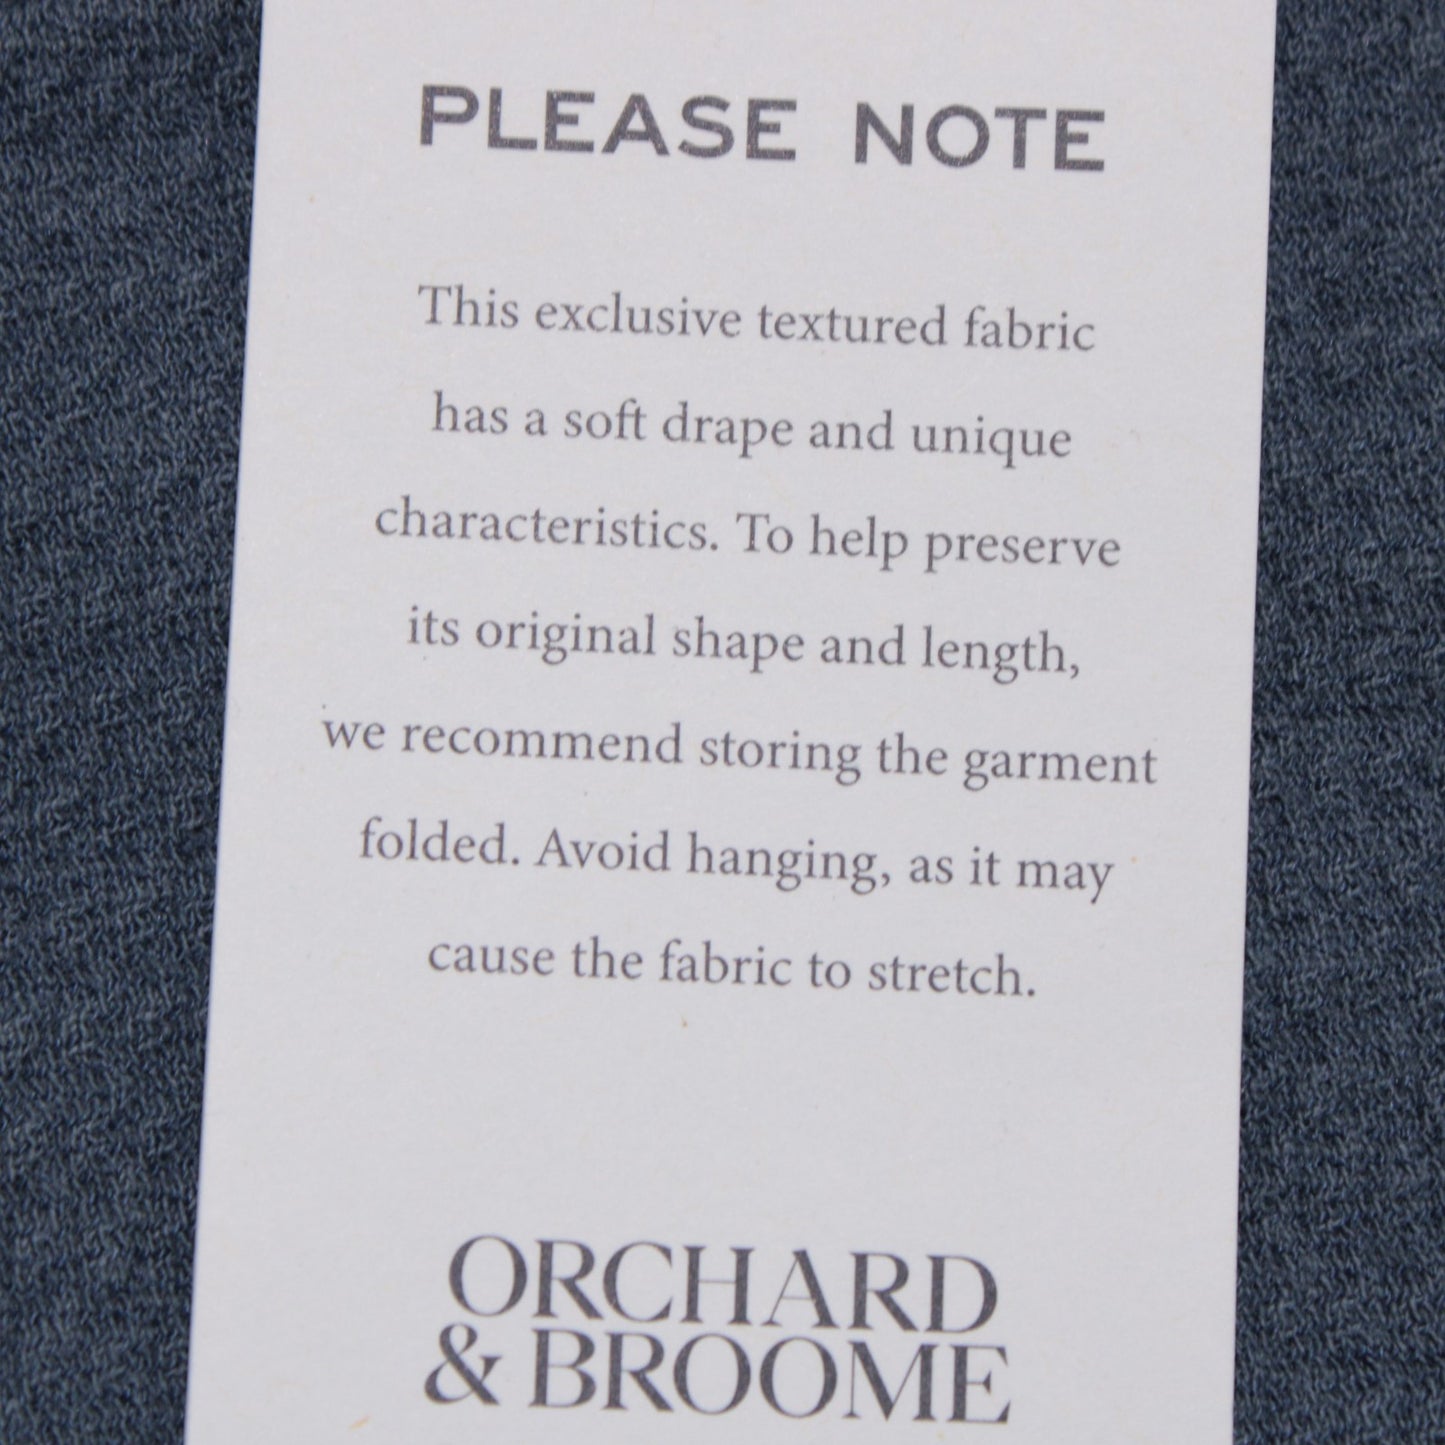 PLEASE NOTE
This exclusive textured fabric
has a soft drape and unique
characteristics. To help preserve
its original shape and length,
we recommend storing the garment
folded. Avoid hanging, as it may
cause the fabric to stretch.
ORCHARD
& BROOME